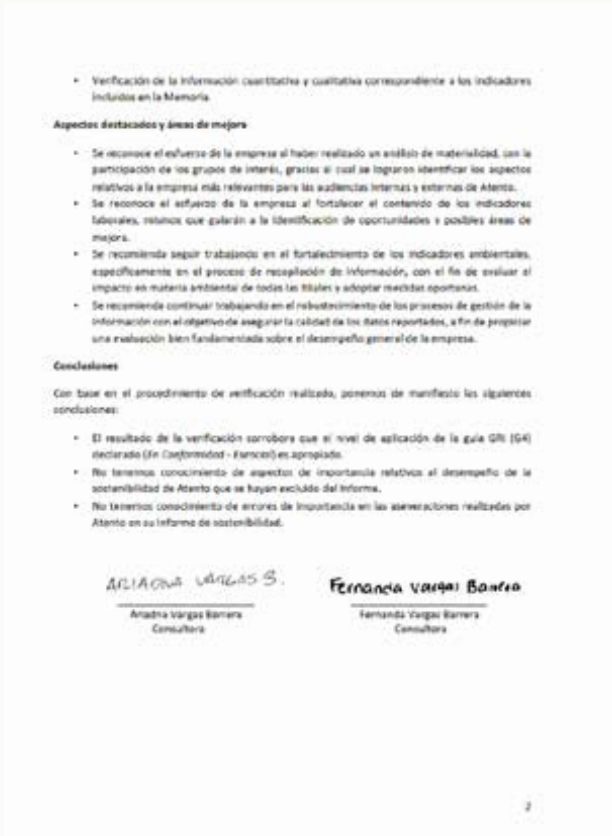 • Verificación de la información cuantitativa y cualitativa correspondiente a los indicadores
incluidos en la Memoria.
Aspectos destacados y áreas de mejora
• Se reconoce el esfuerzo de la empresa al haber realizado un análisis de materialidad, con la
participación de los grupos de interés, gracias al cual se lograron identificar los aspectos
relativos a la empresa más relevantes para las audiencias internas y externas de Atento.
• Se reconoce el esfuerzo de la empresa al fortalecer el contenido de los indicadores
laborales, mismos que guiarán a la identificación de oportunidades y posibles áreas de
mejora.
• Se recomienda seguir trabajando en el fortalecimiento de los indicadores ambientales,
específicamente en el proceso de recopilación de información, con el fin de evaluar el
impacto en materia ambiental de todas las filiales y adoptar medidas oportunas.
• Se recomienda continuar trabajando en el robustecimiento de los procesos de gestión de la
información con el objetivo de asegurar la calidad de los datos reportados, a fin de propiciar
una evaluación bien fundamentada sobre el desempeño general de la empresa.
Conclusiones
Con base en el procedimiento de verificación realizado, ponemos de manifiesto las siguientes
conclusiones:
• El resultado de la verificación corrobora que el nivel de aplicación de la guía GRI (G4)
declarado (En Conformidad - Esencial) es apropiado.
• No tenemos conocimiento de aspectos de importancia relativos al desempeño de la
sostenibilidad de Atento que se hayan excluido del Informe.
• No tenemos conocimiento de errores de importancia en las aseveraciones realizadas por
Atento en su informe de sostenibilidad.
ARIADNA VARGAS B. Fernanda Vargas Barrera
Ariadna Vargas Barrera Fernanda Vargas Barrera
Consultora Consultora
2